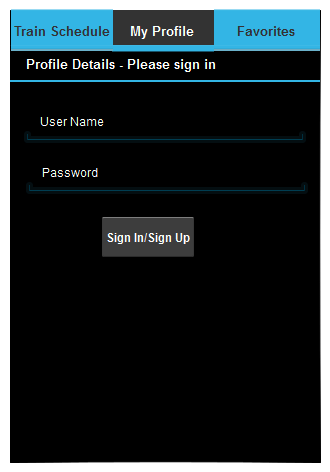 Train Schedule My Profile Favorites
Profile Details - Please sign in
User Name
Password
Sign In/Sign Up